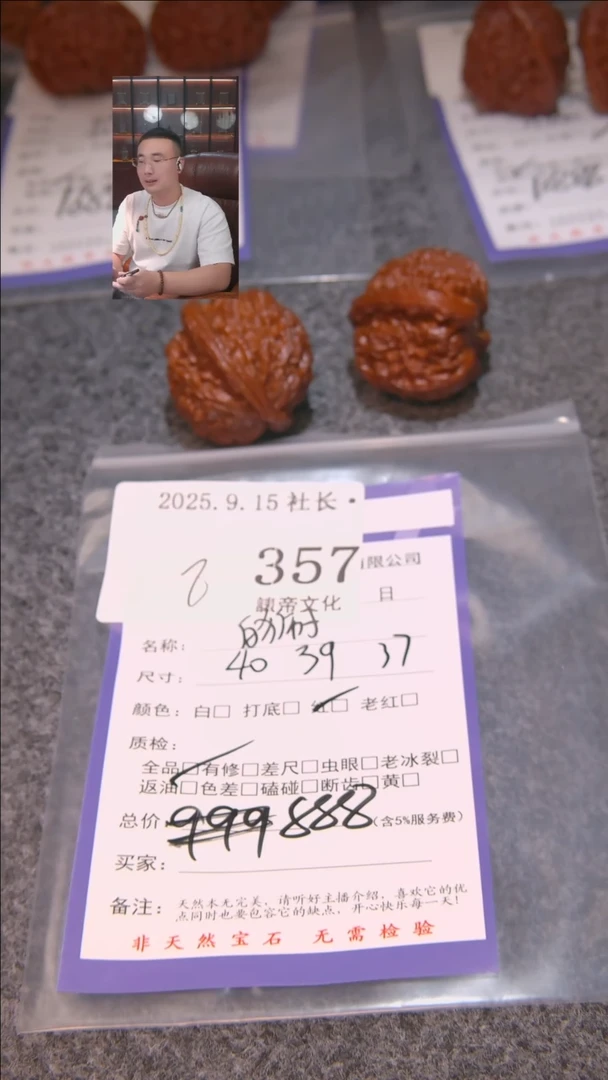 2025.9.15 社长
357
有限公司
諌帝文化
日
名称:
尺寸: 40 39 37
颜色: 白□ 打底□ 红□ 老红□
质检:
全品□有修□差尺□虫眼□老冰裂□
返油□色差□磕碰□断齿□黄□
总价: 999 888 (含5%服务费)
买家:
备注: 天然本无完美,请听好主播介绍,喜欢它的优
点同时也要包容它的缺点,开心快乐每一天!
非天然宝石 无需检验